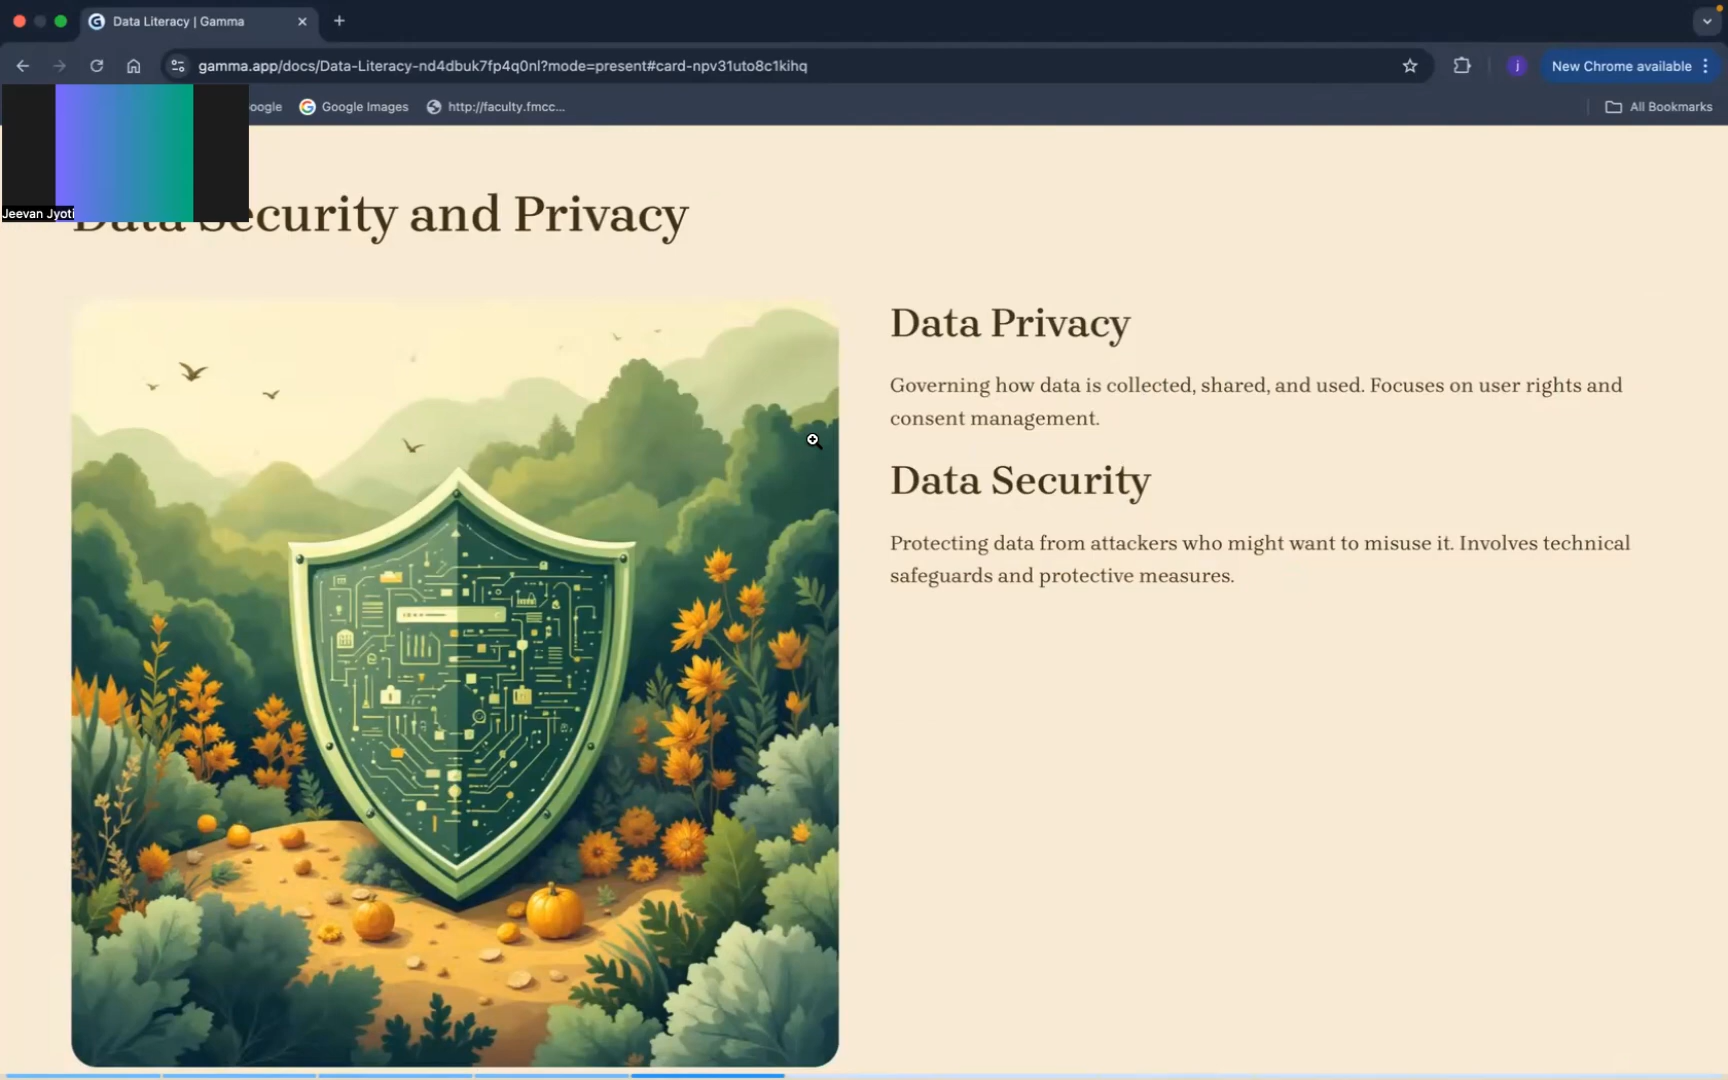 Data Literacy | Gamma
gamma.app/docs/Data-Literacy-nd4dbuk7fp4q0nl?mode=present#card-npv31uto8c1kihq
j
New Chrome available
oogle
Google Images
http://faculty.fmcc...
All Bookmarks
Jeevan Jyoti
Data Security and Privacy
Data Privacy
Governing how data is collected, shared, and used. Focuses on user rights and
consent management.
Data Security
Protecting data from attackers who might want to misuse it. Involves technical
safeguards and protective measures.